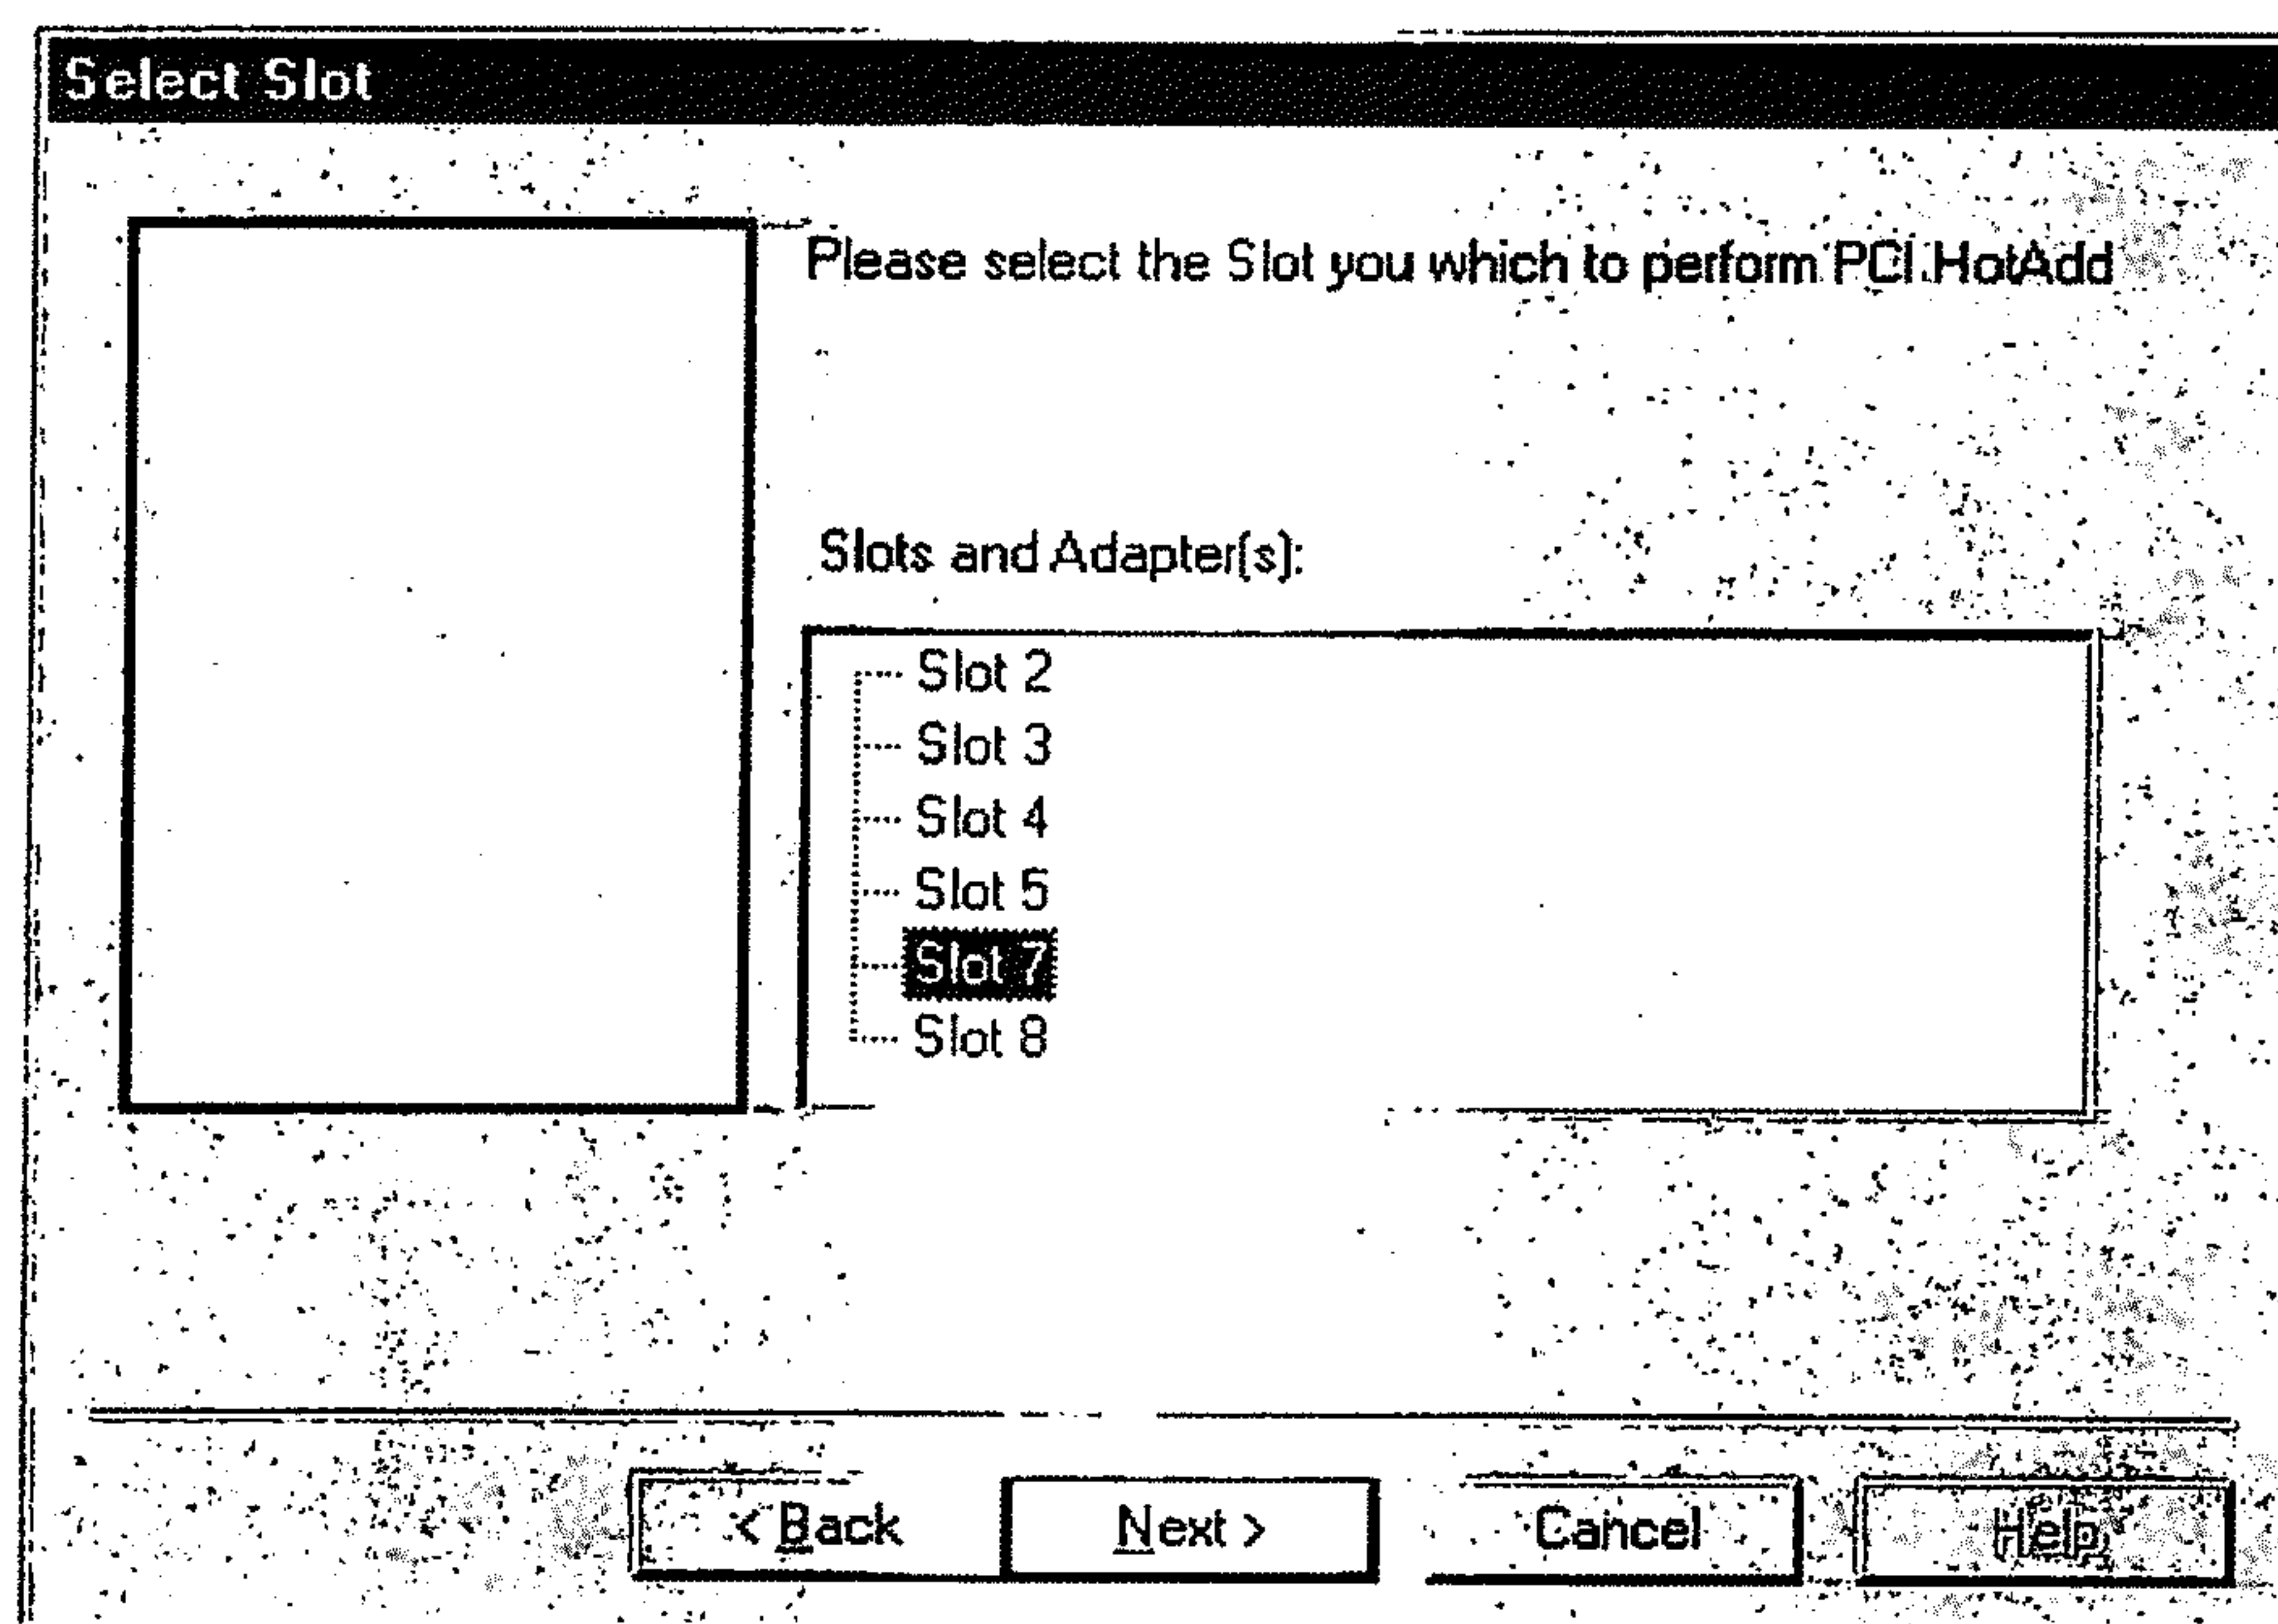 Select Slot
Please select the Slot you which to perform PCI HotAdd
Slots and Adapter(s):
Slot 2
Slot 3
Slot 4
Slot 5
Slot 7
Slot 8
< Back
Next >
Cancel
Help